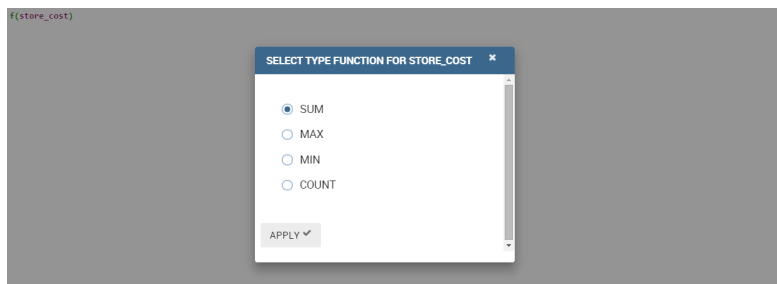 f(store_cost)
SELECT TYPE FUNCTION FOR STORE_COST
SUM
MAX
MIN
COUNT
APPLY